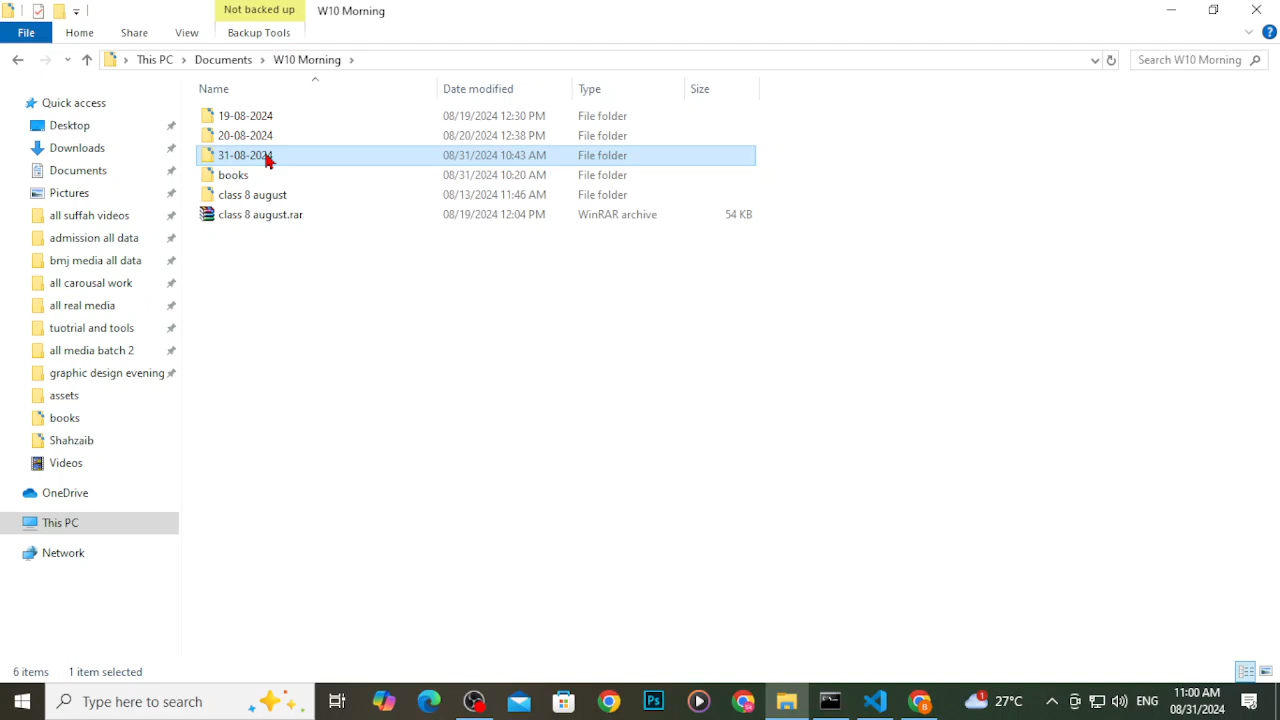 Not backed up
W10 Morning
File
Home
Share
View
Backup Tools
This PC
Documents
W10 Morning
Search W10 Morning
Name
Date modified
Type
Size
19-08-2024 08/19/2024 12:30 PM File folder
20-08-2024 08/20/2024 12:38 PM File folder
31-08-2024 08/31/2024 10:43 AM File folder
books 08/31/2024 10:20 AM File folder
class 8 august 08/13/2024 11:46 AM File folder
class 8 august.rar 08/19/2024 12:04 PM WinRAR archive 54 KB
Quick access
Desktop
Downloads
Documents
Pictures
all suffah videos
admission all data
bmj media all data
all carousal work
all real media
tuotrial and tools
all media batch 2
graphic design evening
assets
books
Shahzaib
Videos
OneDrive
This PC
Network
6 items 1 item selected
Type here to search
Ps
1
27°C
ENG
11:00 AM
08/31/2024